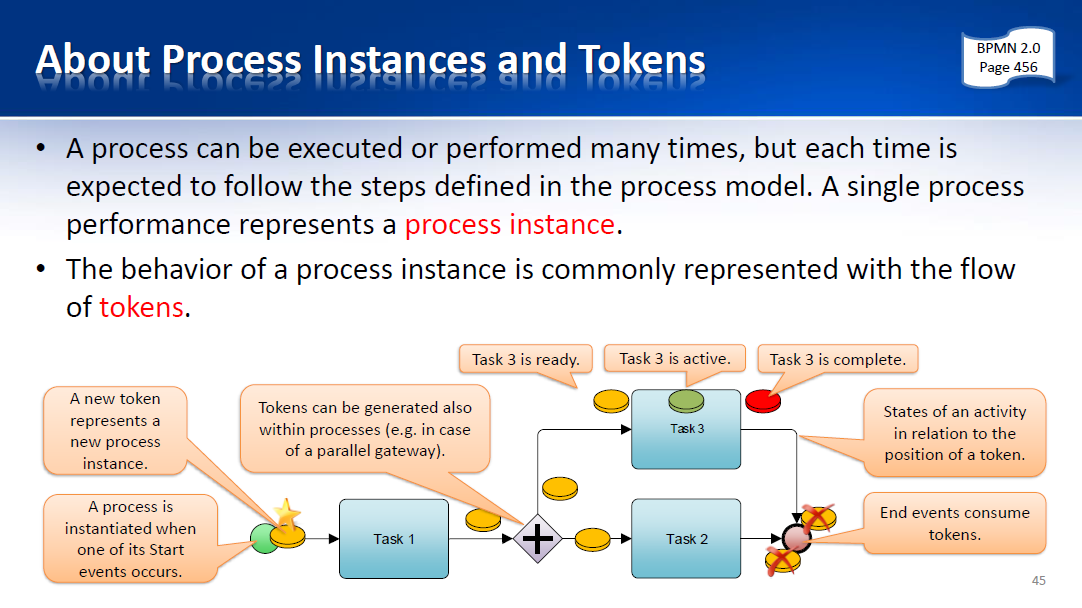 About Process Instances and Tokens
BPMN 2.0
Page 456
• A process can be executed or performed many times, but each time is
expected to follow the steps defined in the process model. A single process
performance represents a process instance.
• The behavior of a process instance is commonly represented with the flow
of tokens.
Task 3 is ready.
Task 3 is active.
Task 3 is complete.
A new token
represents a
new process
instance.
Tokens can be generated also
within processes (e.g. in case
of a parallel gateway).
States of an activity
in relation to the
position of a token.
Task 3
A process is
instantiated when
one of its Start
events occurs.
Task 1
Task 2
End events consume
tokens.
45